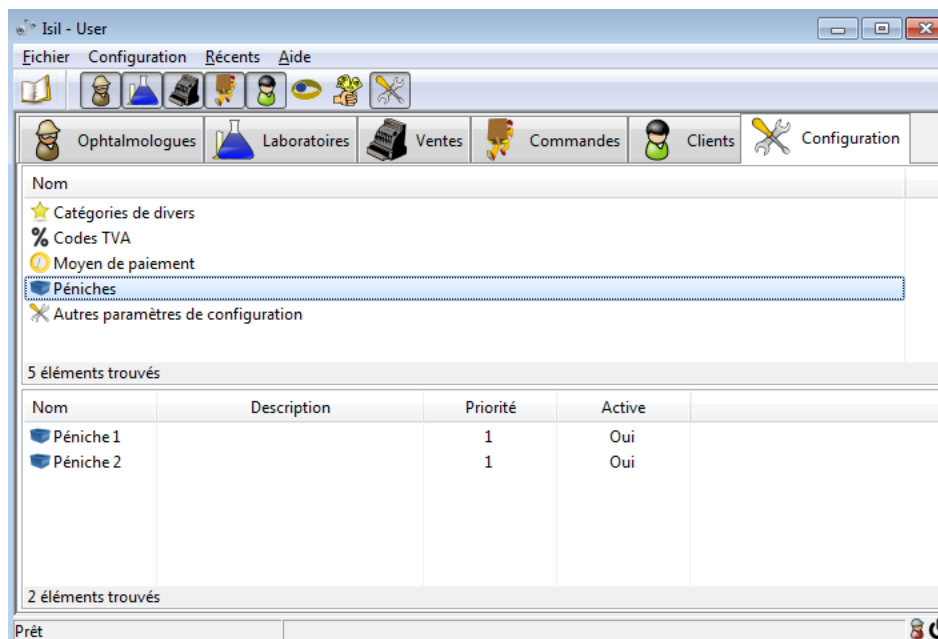 Isil - User
Fichier Configuration Récents Aide
Ophtalmologues Laboratoires Ventes Commandes Clients Configuration
Nom
Catégories de divers
% Codes TVA
Moyen de paiement
Péniches
Autres paramètres de configuration
5 éléments trouvés
Nom Description Priorité Active
Péniche 1 1 Oui
Péniche 2 1 Oui
2 éléments trouvés
Prêt